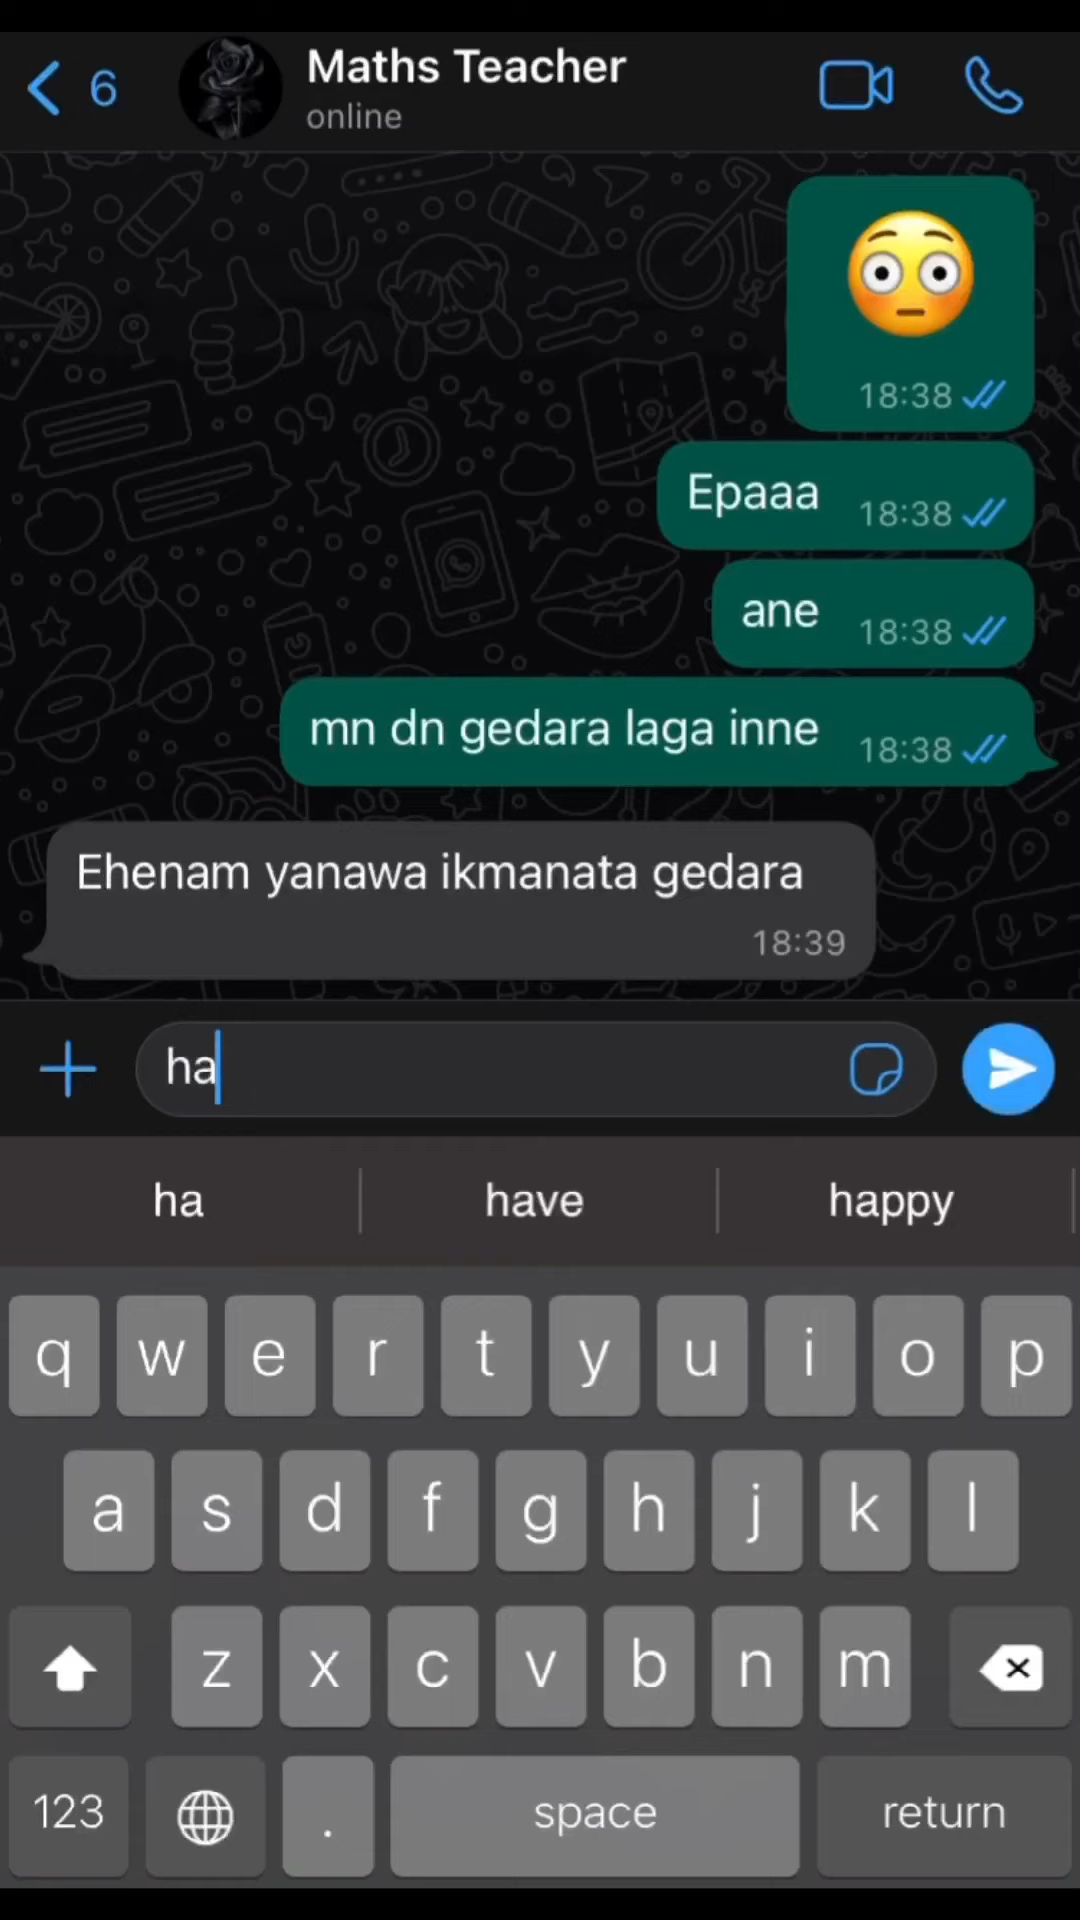 6
Maths Teacher
online
😳
18:38
Epaaa 18:38
ane 18:38
mn dn gedara laga inne 18:38
Ehenam yanawa ikmanata gedara
18:39
ha
ha have happy
q w e r t y u i o p
a s d f g h j k l
z x c v b n m
123 . space return